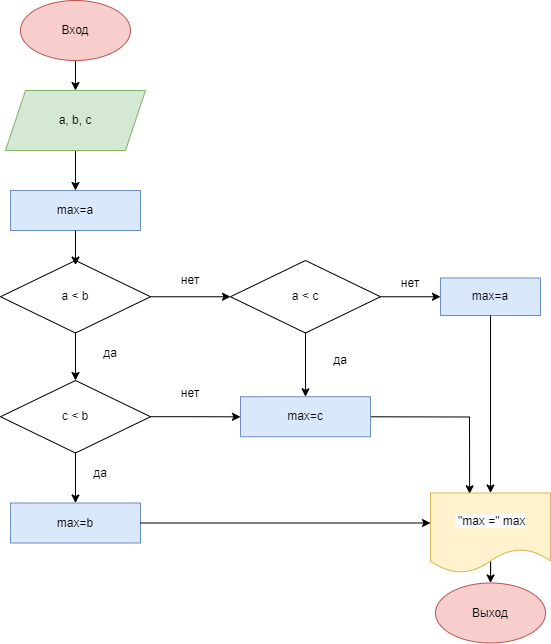 Вход
a, b, c
max=a
a < b
нет
a < c
нет
max=a
да
да
c < b
нет
max=c
да
max=b
"max =" max
Выход